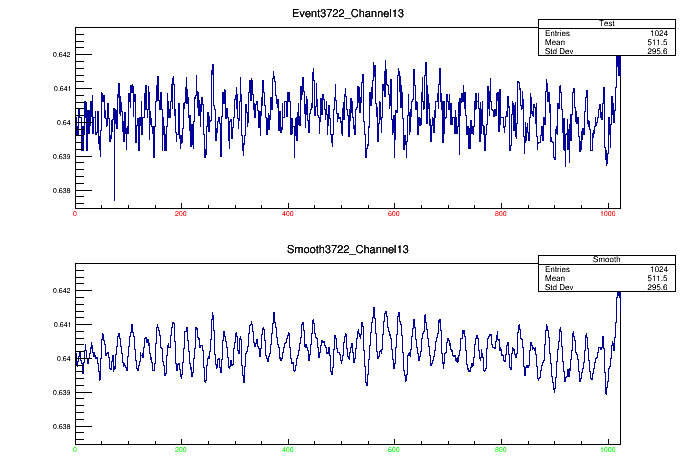 Event3722_Channel13
Test
Entries 1024
Mean 511.5
Std Dev 295.6
0.642
0.641
0.64
0.639
0.638
0 200 400 600 800 1000
Smooth3722_Channel13
Smooth
Entries 1024
Mean 511.5
Std Dev 295.6
0.642
0.641
0.64
0.639
0.638
0 200 400 600 800 1000